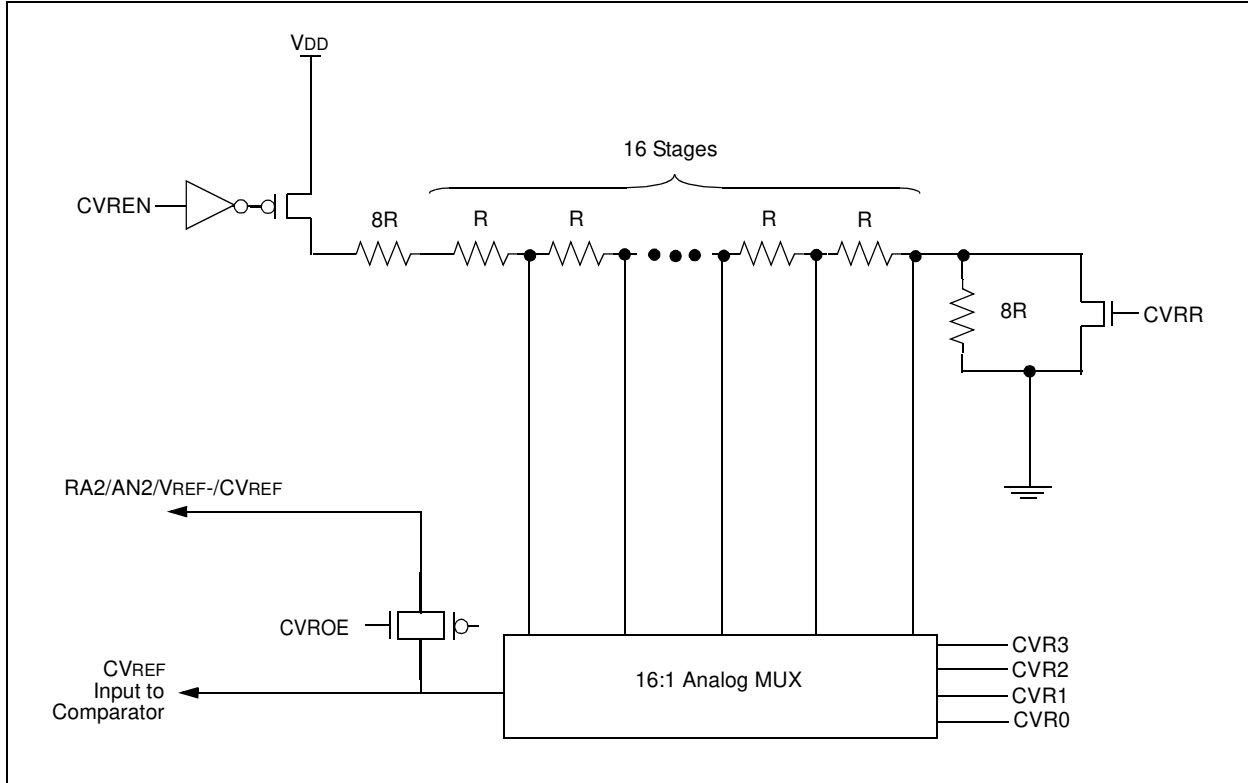 VDD
16 Stages
CVREN
8R
R
R
R
R
8R
CVRR
RA2/AN2/VREF-/CVREF
CVROE
CVREF
Input to
Comparator
16:1 Analog MUX
CVR3
CVR2
CVR1
CVR0